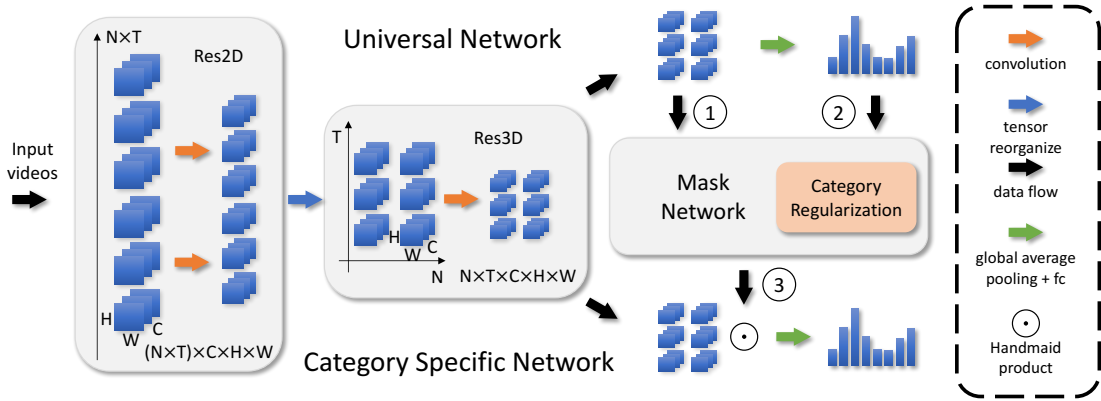 Input
videos
N×T
Res2D
H
W
C
(N×T)×C×H×W
Universal Network
T
Res3D
H
W
C
N
N×T×C×H×W
Category Specific Network
1
2
Mask
Network
Category
Regularization
3
convolution
tensor
reorganize
data flow
global average
pooling + fc
Handmaid
product